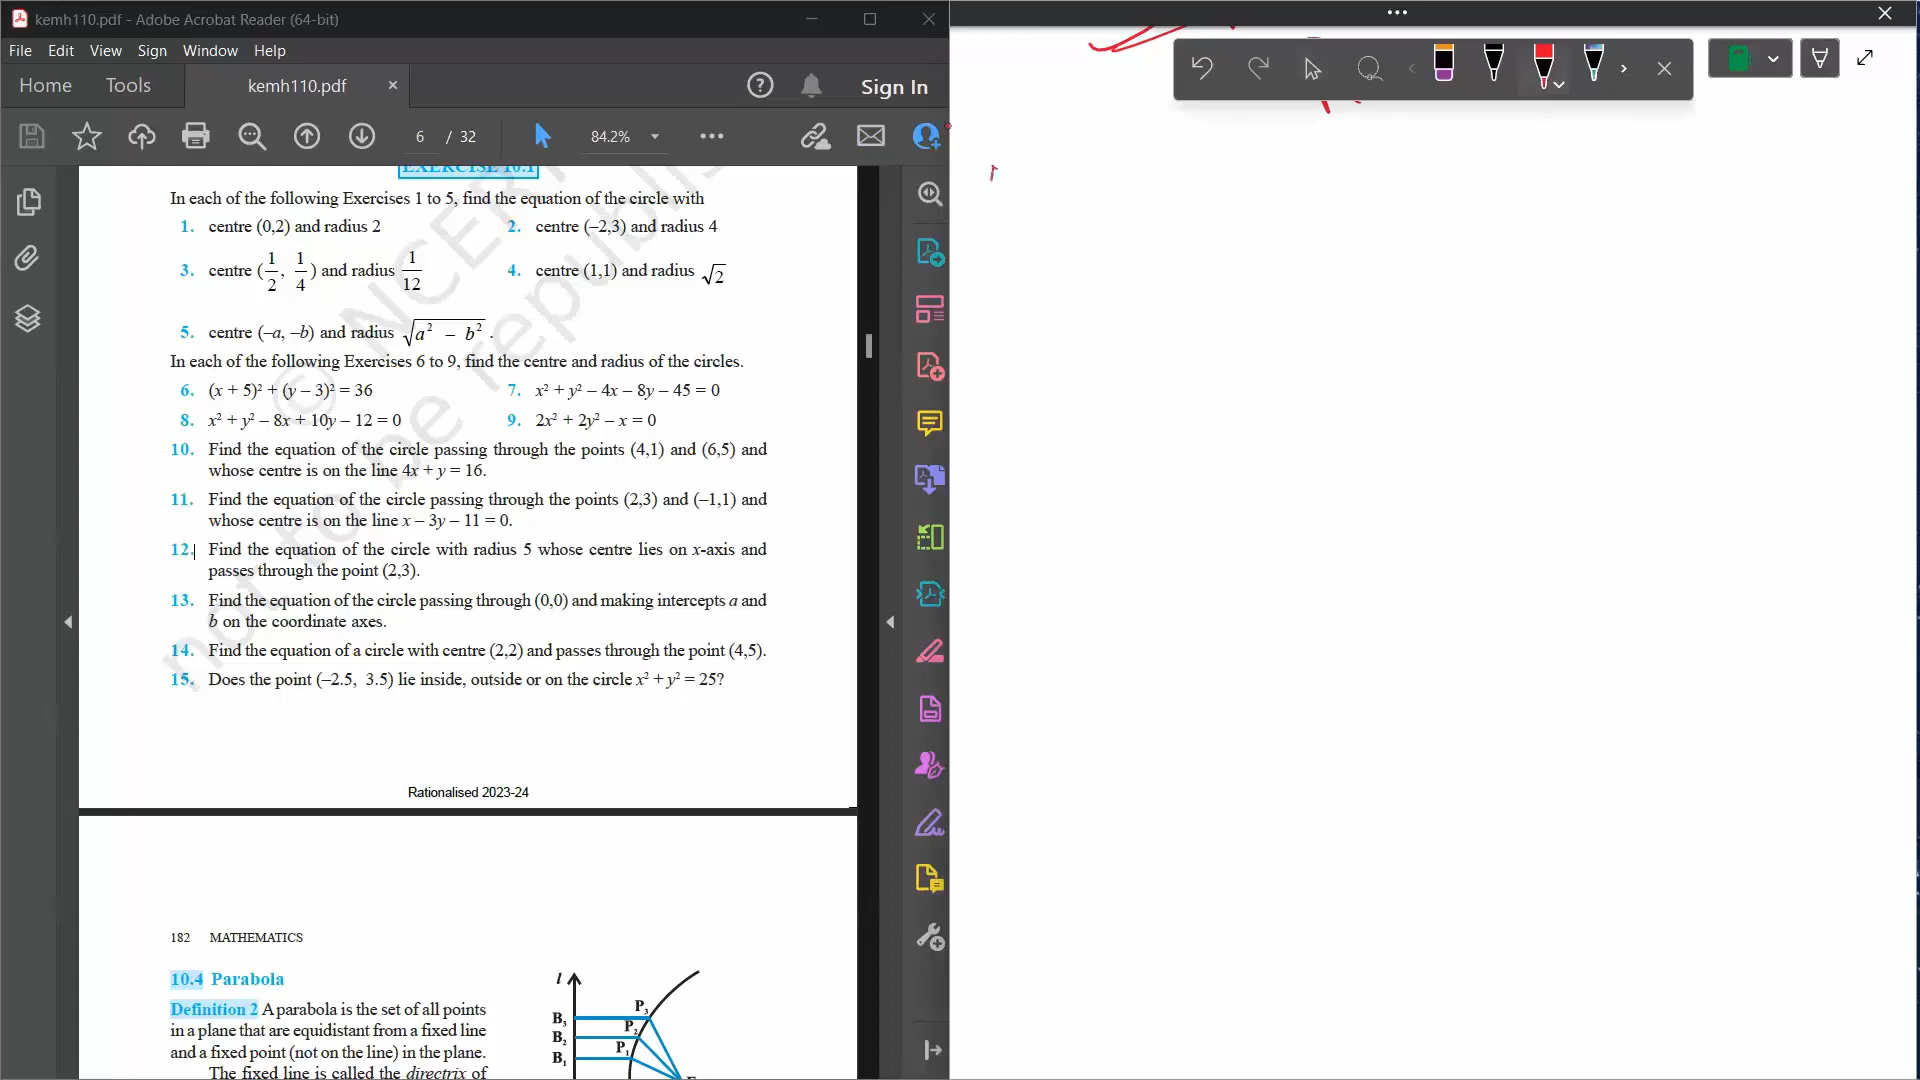 kemh110.pdf - Adobe Acrobat Reader (64-bit)
File Edit View Sign Window Help
Home Tools kemh110.pdf × Sign In
6 / 32 84.2%
EXERCISE 10.1
In each of the following Exercises 1 to 5, find the equation of the circle with
1. centre (0,2) and radius 2 2. centre (–2,3) and radius 4
3. centre (1/2, 1/4) and radius 1/12 4. centre (1,1) and radius √2
5. centre (–a, –b) and radius √(a² – b²).
In each of the following Exercises 6 to 9, find the centre and radius of the circles.
6. (x + 5)² + (y – 3)² = 36 7. x² + y² – 4x – 8y – 45 = 0
8. x² + y² – 8x + 10y – 12 = 0 9. 2x² + 2y² – x = 0
10. Find the equation of the circle passing through the points (4,1) and (6,5) and
whose centre is on the line 4x + y = 16.
11. Find the equation of the circle passing through the points (2,3) and (–1,1) and
whose centre is on the line x – 3y – 11 = 0.
12. Find the equation of the circle with radius 5 whose centre lies on x-axis and
passes through the point (2,3).
13. Find the equation of the circle passing through (0,0) and making intercepts a and
b on the coordinate axes.
14. Find the equation of a circle with centre (2,2) and passes through the point (4,5).
15. Does the point (–2.5, 3.5) lie inside, outside or on the circle x² + y² = 25?
© NCERT
not to be republis
Rationalised 2023-24
182 MATHEMATICS
10.4 Parabola
Definition 2 A parabola is the set of all points
in a plane that are equidistant from a fixed line
and a fixed point (not on the line) in the plane.
The fixed line is called the directrix of
l
P₃
B₃
P₂
B₂
P₁
B₁